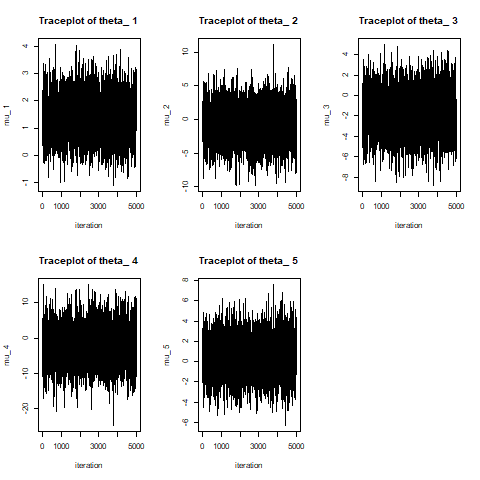 Traceplot of theta_ 1
mu_1
4
3
2
1
0
-1
0 1000 3000 5000
iteration
Traceplot of theta_ 2
mu_2
10
5
0
-5
-10
0 1000 3000 5000
iteration
Traceplot of theta_ 3
mu_3
4
2
0
-2
-4
-6
-8
0 1000 3000 5000
iteration
Traceplot of theta_ 4
mu_4
10
0
-10
-20
0 1000 3000 5000
iteration
Traceplot of theta_ 5
mu_5
8
6
4
2
0
-2
-4
-6
0 1000 3000 5000
iteration